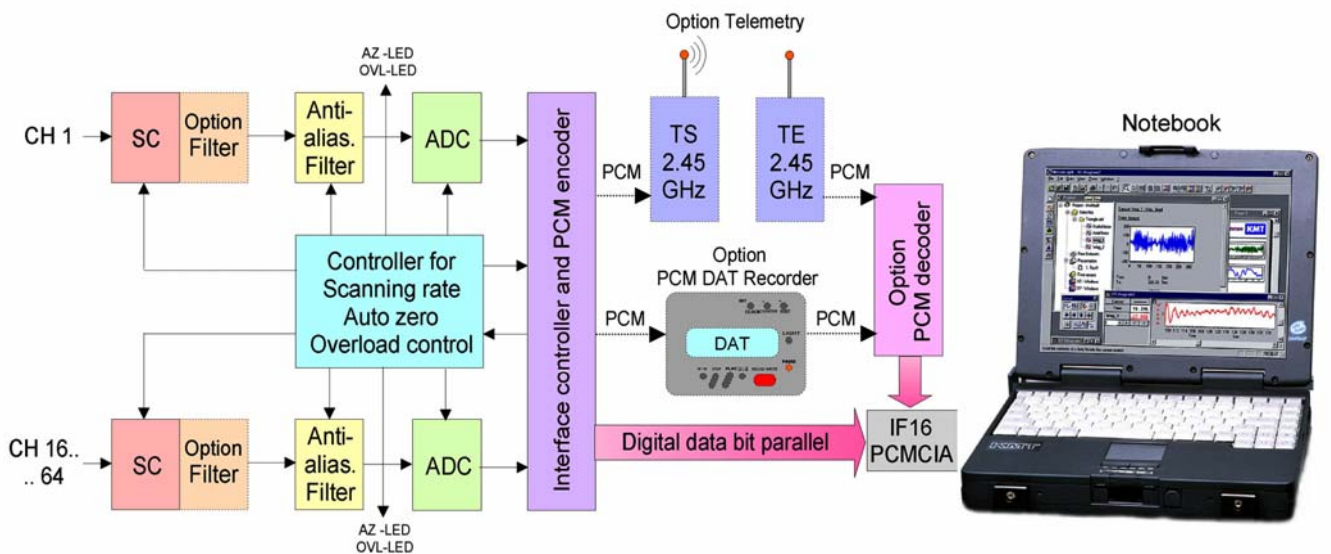 Option Telemetry
AZ -LED
OVL-LED
CH 1
SC
Option
Filter
Anti-
alias.
Filter
ADC
Interface controller and PCM encoder
PCM
TS
2.45
GHz
TE
2.45
GHz
PCM
Notebook
Controller for
Scanning rate
Auto zero
Overload control
Option
PCM DAT Recorder
PCM
DAT
LIGHT
PCM
Option
PCM decoder
KMT
CH 16..
.. 64
SC
Option
Filter
Anti-
alias.
Filter
ADC
Digital data bit parallel
IF16
PCMCIA
AZ -LED
OVL-LED
KMT